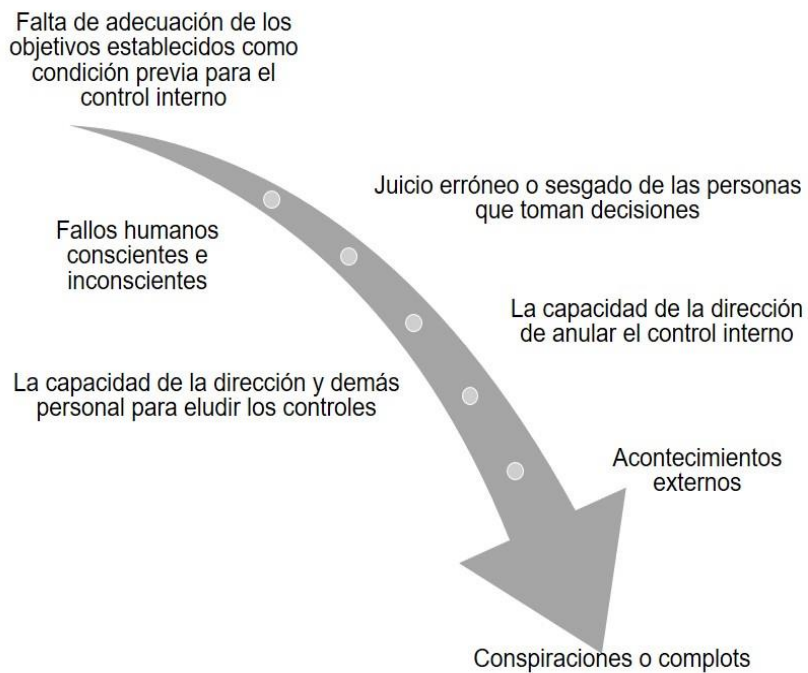 Falta de adecuación de los
objetivos establecidos como
condición previa para el
control interno
Juicio erróneo o sesgado de las personas
que toman decisiones
Fallos humanos
conscientes e
inconscientes
La capacidad de la dirección
de anular el control interno
La capacidad de la dirección y demás
personal para eludir los controles
Acontecimientos
externos
Conspiraciones o complots